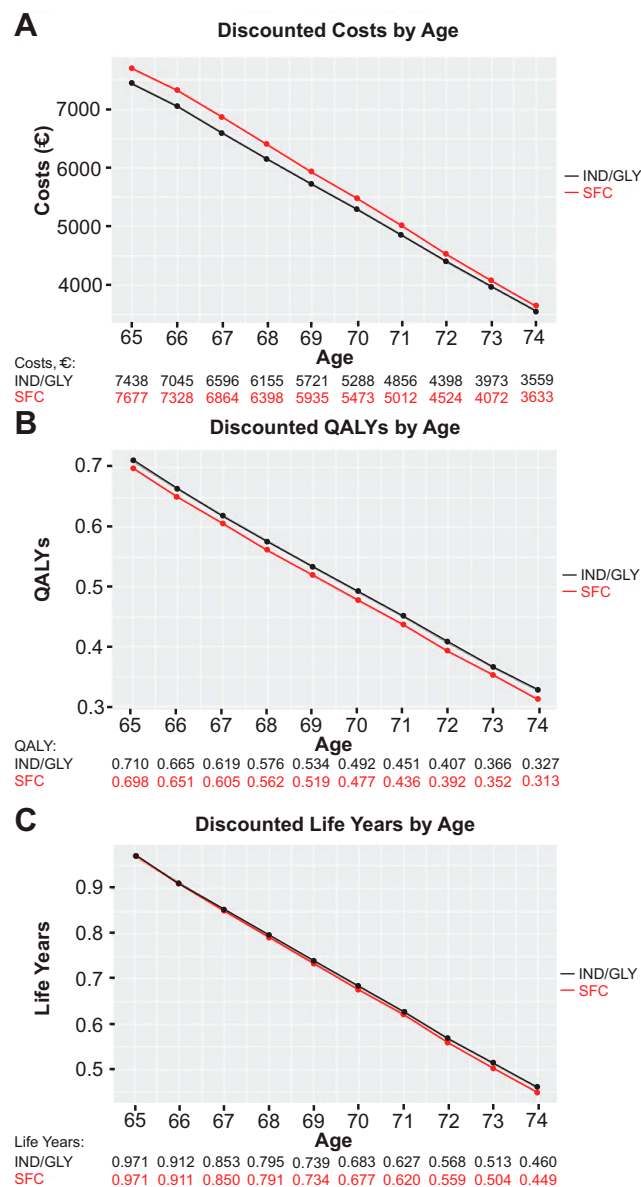 A
Discounted Costs by Age
7000
6000
5000
4000
Costs (€)
IND/GLY
SFC
65 66 67 68 69 70 71 72 73 74
Age
Costs, €:
IND/GLY 7438 7045 6596 6155 5721 5288 4856 4398 3973 3559
SFC 7677 7328 6864 6398 5935 5473 5012 4524 4072 3633
B
Discounted QALYs by Age
0.7
0.6
0.5
0.4
0.3
QALYs
IND/GLY
SFC
65 66 67 68 69 70 71 72 73 74
Age
QALY:
IND/GLY 0.710 0.665 0.619 0.576 0.534 0.492 0.451 0.407 0.366 0.327
SFC 0.698 0.651 0.605 0.562 0.519 0.477 0.436 0.392 0.352 0.313
C
Discounted Life Years by Age
0.9
0.8
0.7
0.6
0.5
Life Years
IND/GLY
SFC
65 66 67 68 69 70 71 72 73 74
Age
Life Years:
IND/GLY 0.971 0.912 0.853 0.795 0.739 0.683 0.627 0.568 0.513 0.460
SFC 0.971 0.911 0.850 0.791 0.734 0.677 0.620 0.559 0.504 0.449